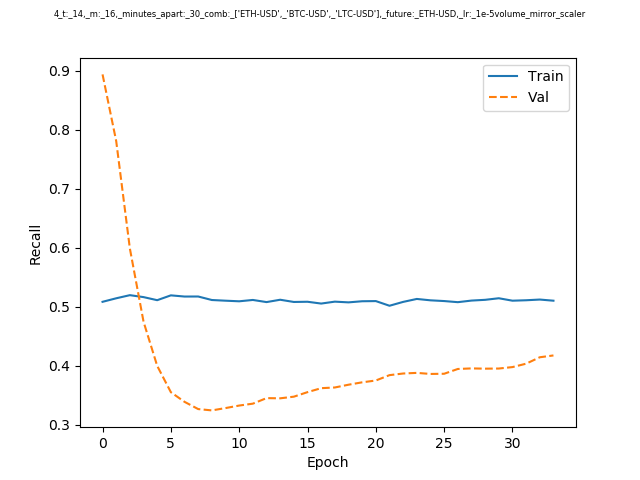 4_t:_14,_m:_16,_minutes_apart:_30_comb:_['ETH-USD',_'BTC-USD',_'LTC-USD'],_future:_ETH-USD,_lr:_1e-5volume_mirror_scaler
0.9
0.8
0.7
0.6
0.5
0.4
0.3
Recall
Train
Val
0 5 10 15 20 25 30
Epoch